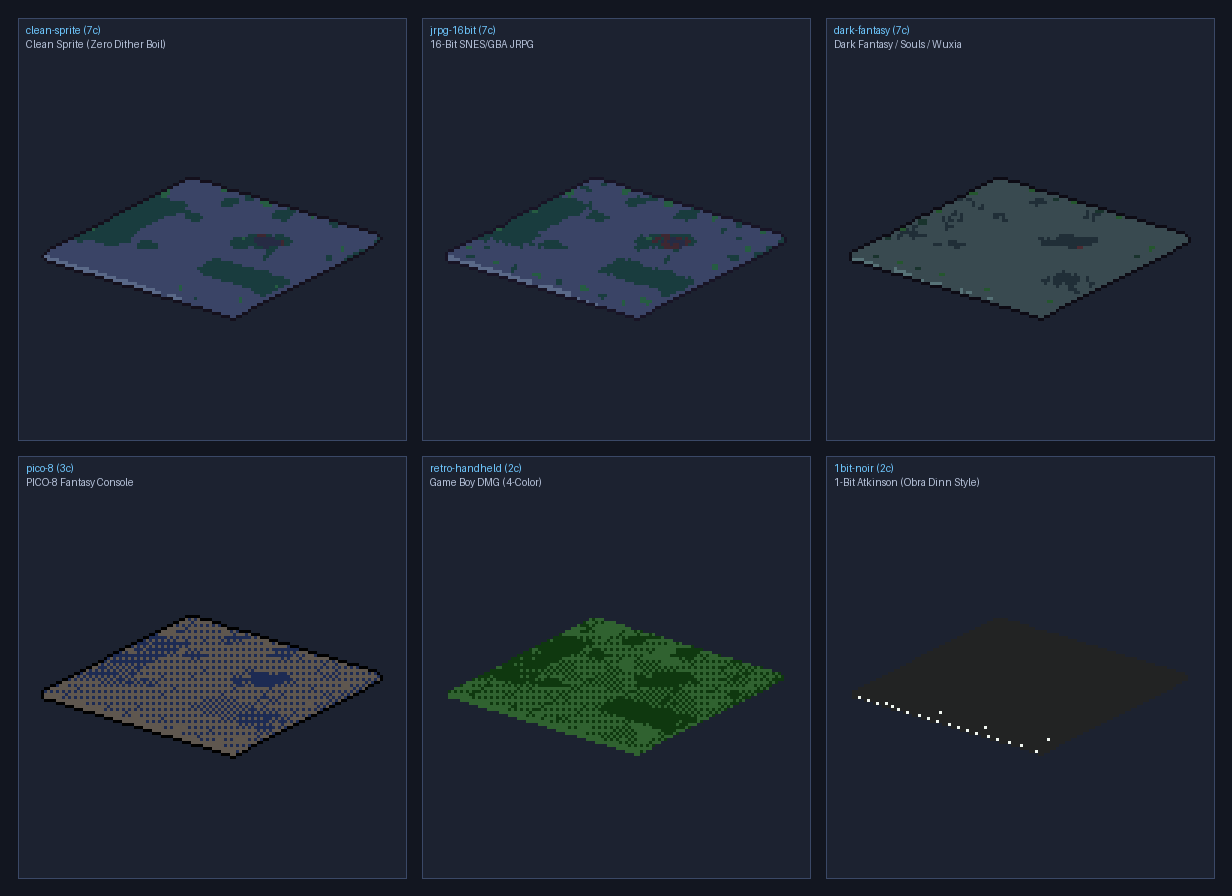 clean-sprite (7c)
Clean Sprite (Zero Dither Boil)
jrpg-16bit (7c)
16-Bit SNES/GBA JRPG
dark-fantasy (7c)
Dark Fantasy / Souls / Wuxia
pico-8 (3c)
PICO-8 Fantasy Console
retro-handheld (2c)
Game Boy DMG (4-Color)
1bit-noir (2c)
1-Bit Atkinson (Obra Dinn Style)